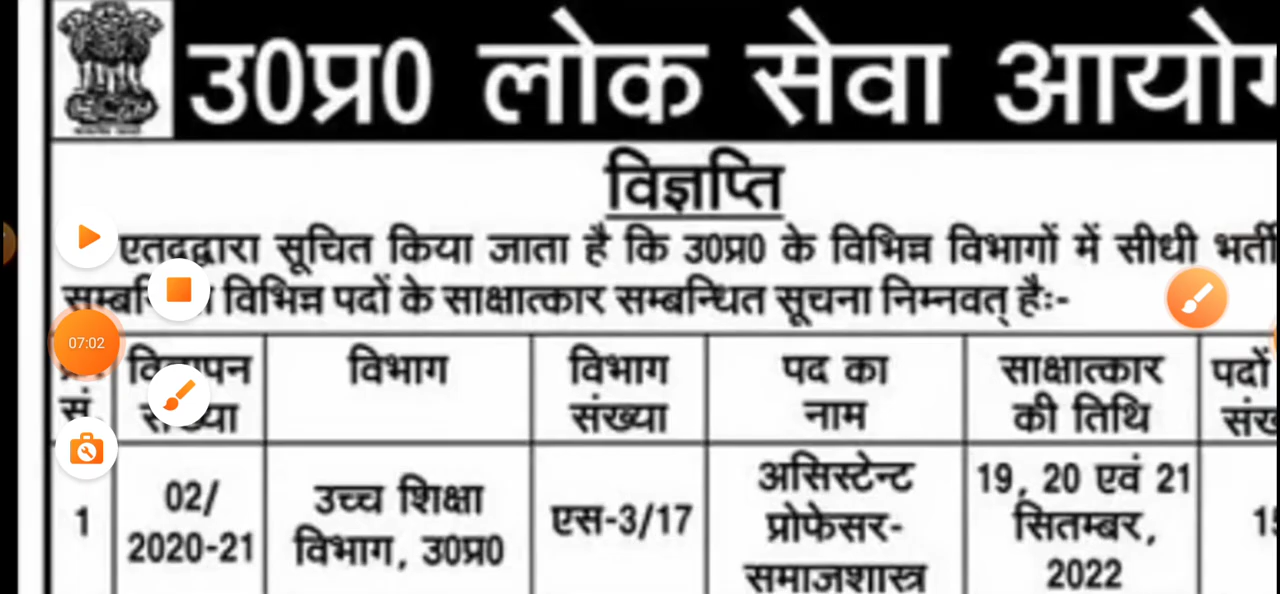 उ0प्र0 लोक सेवा
विज्ञप्ति
एतद्द्वारा सूचित किया जाता है कि उ0प्र0 के विभिन्न विभागों में सीधी भर्ती
विभिन्न पदों के साक्षात्कार सम्बन्धित सूचना निम्नवत् हैः-
सं विभाग विभाग संख्या पद का नाम साक्षात्कार की तिथि पदों
1 02/ 2020-21 उच्च शिक्षा विभाग, उ0प्र0 एस-3/17 असिस्टेन्ट प्रोफेसर- समाजशास्त्र 19, 20 एवं 21 सितम्बर, 2022
07:02